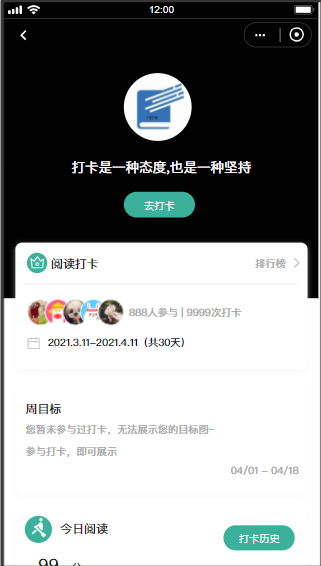 12:00
打卡是一种态度,也是一种坚持
去打卡
阅读打卡
排行榜
888人参与 | 9999次打卡
2021.3.11-2021.4.11（共30天）
周目标
您暂未参与过打卡，无法展示您的目标图~
参与打卡，即可展示
04/01 - 04/18
今日阅读
打卡历史
99